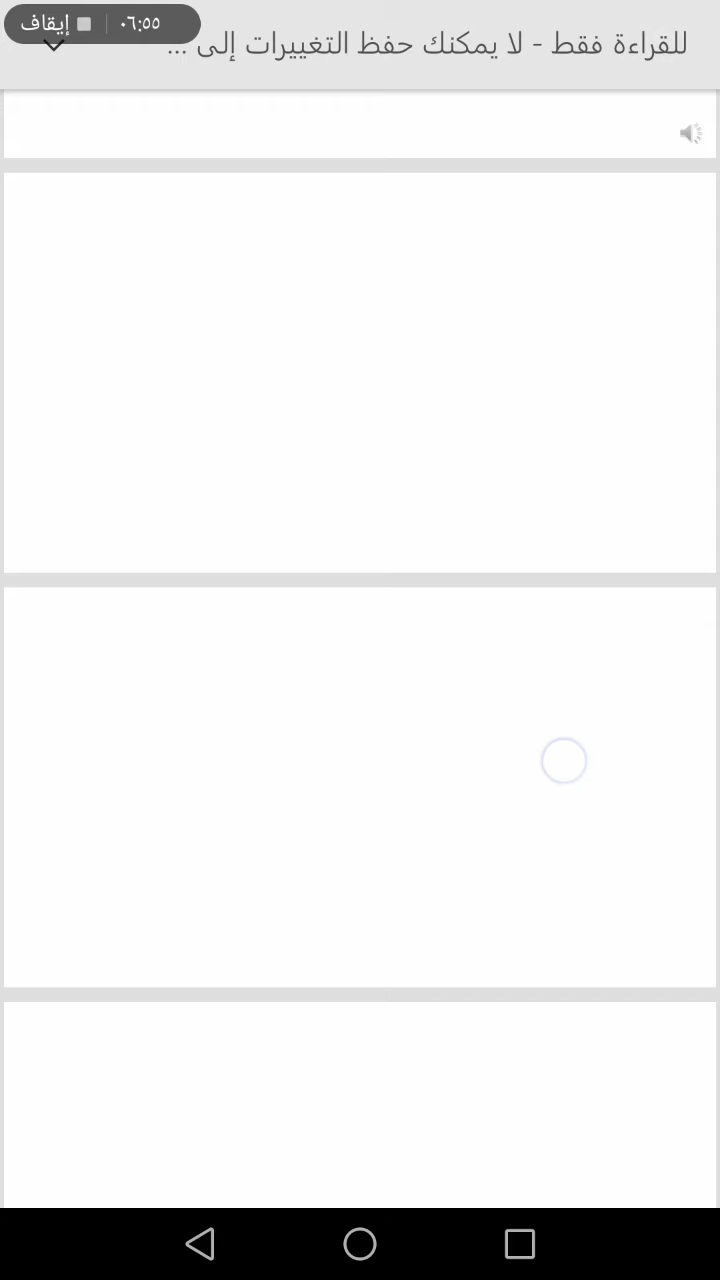 إيقاف
٠٦:٥٥
للقراءة فقط - لا يمكنك حفظ التغييرات إلى ...